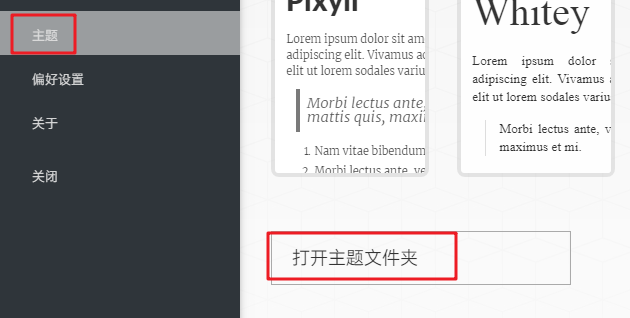 主题
偏好设置
关于
关闭
Pixyll
Lorem ipsum dolor sit am
adipiscing elit. Vivamus ac
elit ut lorem sodales variu
Morbi lectus ante,
mattis quis, maxi
1. Nam vitae bibendum
2. Morbi lectus ante, ve
Whitey
Lorem ipsum dolor
adipiscing elit. Vivamus
elit ut lorem sodales variu
Morbi lectus ante, v
maximus et mi.
打开主题文件夹